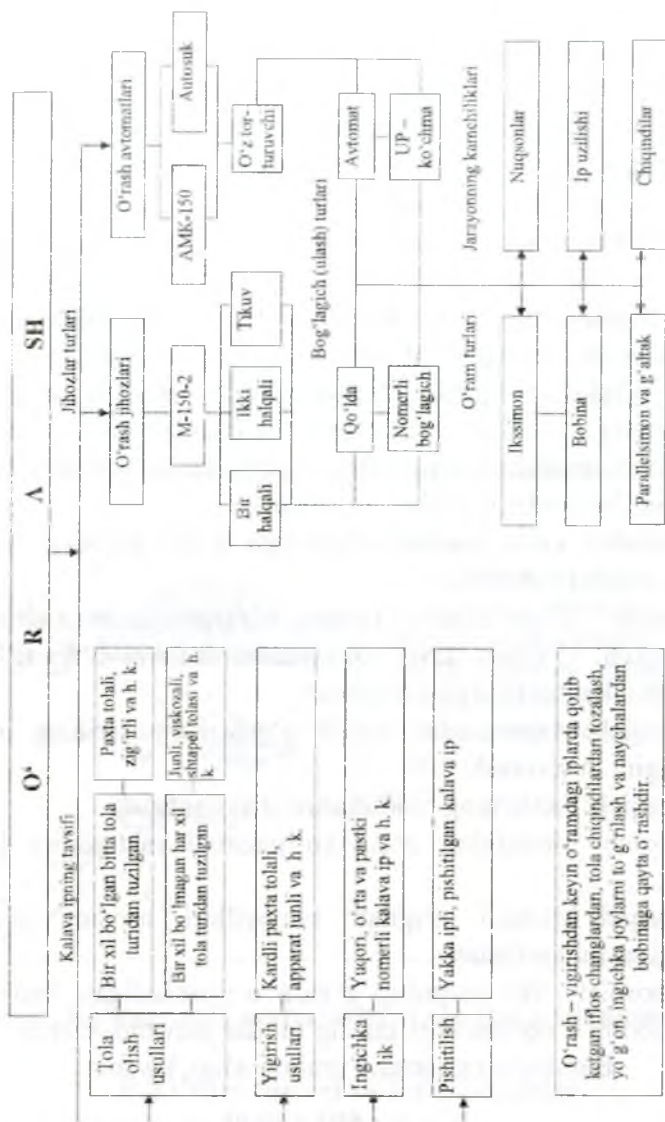 O‘ R A SH
Kalava ipning tavsifi
Tola
olish
usullari
Bir xil bo‘lgan bitta tola
turidan tuzilgan
Paxta tolali,
zig‘irli va h. k.
Bir xil bo‘lmagan har xil
tola turidan tuzilgan
Junli, viskozali,
shtapel tolasi va h.
k.
Yigirish
usullari
Kardli paxta tolali,
apparat junli va h. k.
Ingichka
lik
Yuqori, o‘rta va pastki
nomerli kalava ip va h. k.
Pishitilish
Yakka ipli, pishitilgan kalava ip
O‘rash – yigirishdan keyin o‘ramdagi iplarda qolib
ketgan iflos changlardan, tola chiqindilardan tozalash,
yo‘g‘on, ingichka joylarni to‘g‘rilash va naychalardan
bobinaga qayta o‘rashdir.
Jihozlar turlari
O‘rash jihozlari
O‘rash avtomatlari
M-150-2
AMK-150
Autosuk
Bir
halqali
Ikki
halqali
Tikuv
O‘z tor-
turuvchi
Bog‘lagich (ulash) turlari
Qo‘lda
Avtomat
Nomerli
bog‘lagich
UP –
ko‘chma
O‘ram turlari
Jarzyonning kamchiliklari
Ikssimon
Nuqsonlar
Bobina
Ip uzilishi
Parallelsimon va g‘altak
Chiqindilar